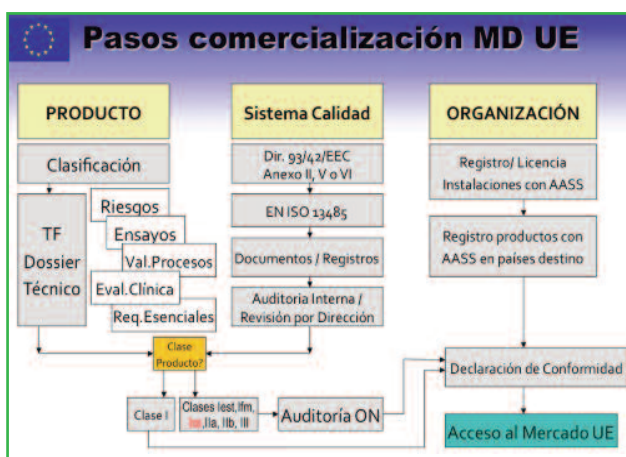 Pasos comercialización MD UE
PRODUCTO
Clasificación
TF
Dossier
Técnico
Riesgos
Ensayos
Val.Procesos
Eval.Clínica
Req.Esenciales
Sistema Calidad
Dir. 93/42/EEC
Anexo II, V o VI
EN ISO 13485
Documentos / Registros
Auditoria Interna /
Revisión por Dirección
ORGANIZACIÓN
Registro/ Licencia
Instalaciones con AASS
Registro productos con
AASS en países destino
Clase
Producto?
Clase I
Clases Iest, Ifm,
,IIa, IIb, III
Auditoría ON
Declaración de Conformidad
Acceso al Mercado UE